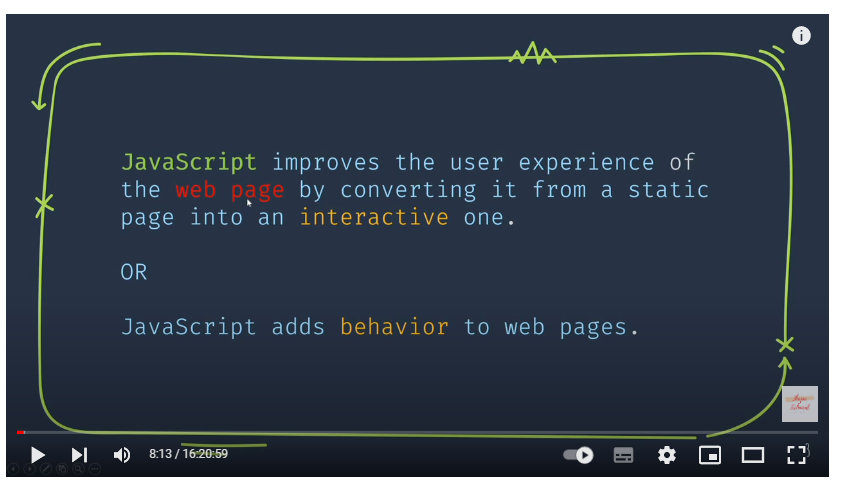 JavaScript improves the user experience of
the web page by converting it from a static
page into an interactive one.
OR
JavaScript adds behavior to web pages.
8:13 / 16:20:59